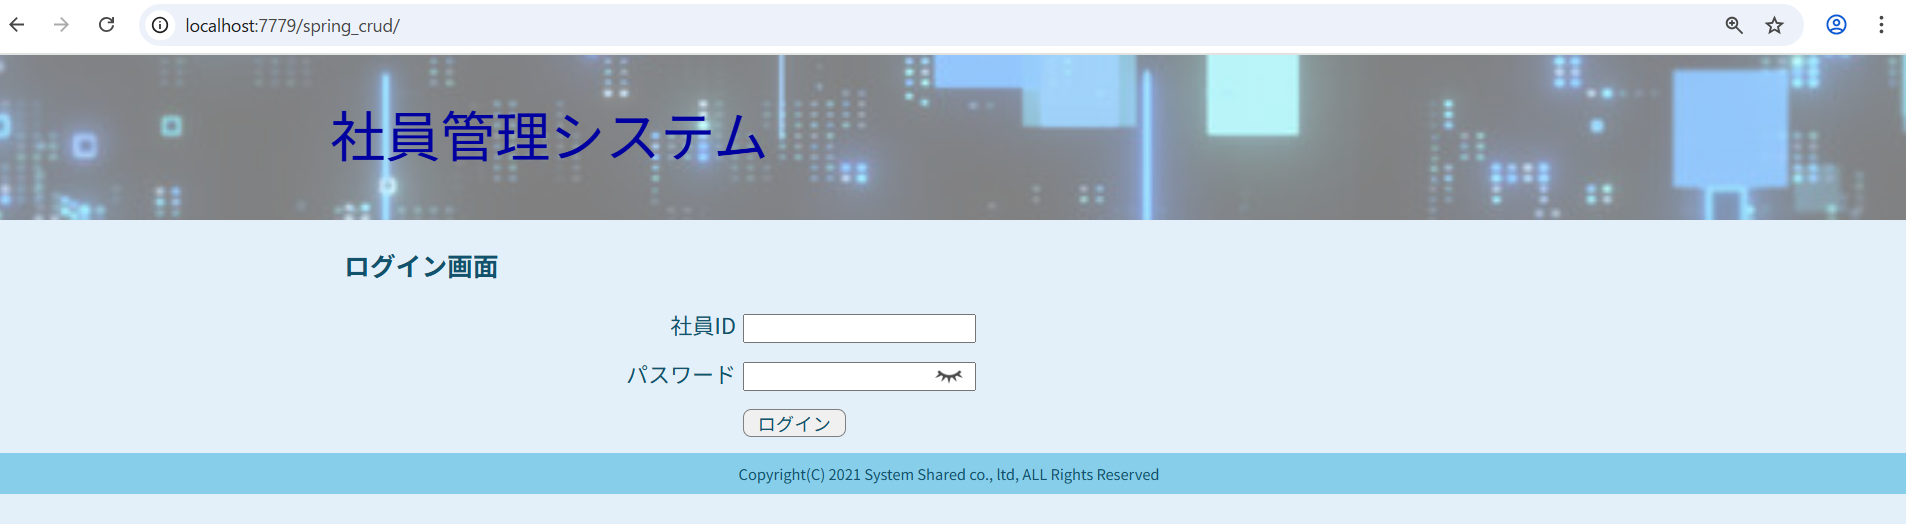 localhost:7779/spring_crud/
社員管理システム
ログイン画面
社員ID
パスワード
ログイン
Copyright(C) 2021 System Shared co., ltd, ALL Rights Reserved